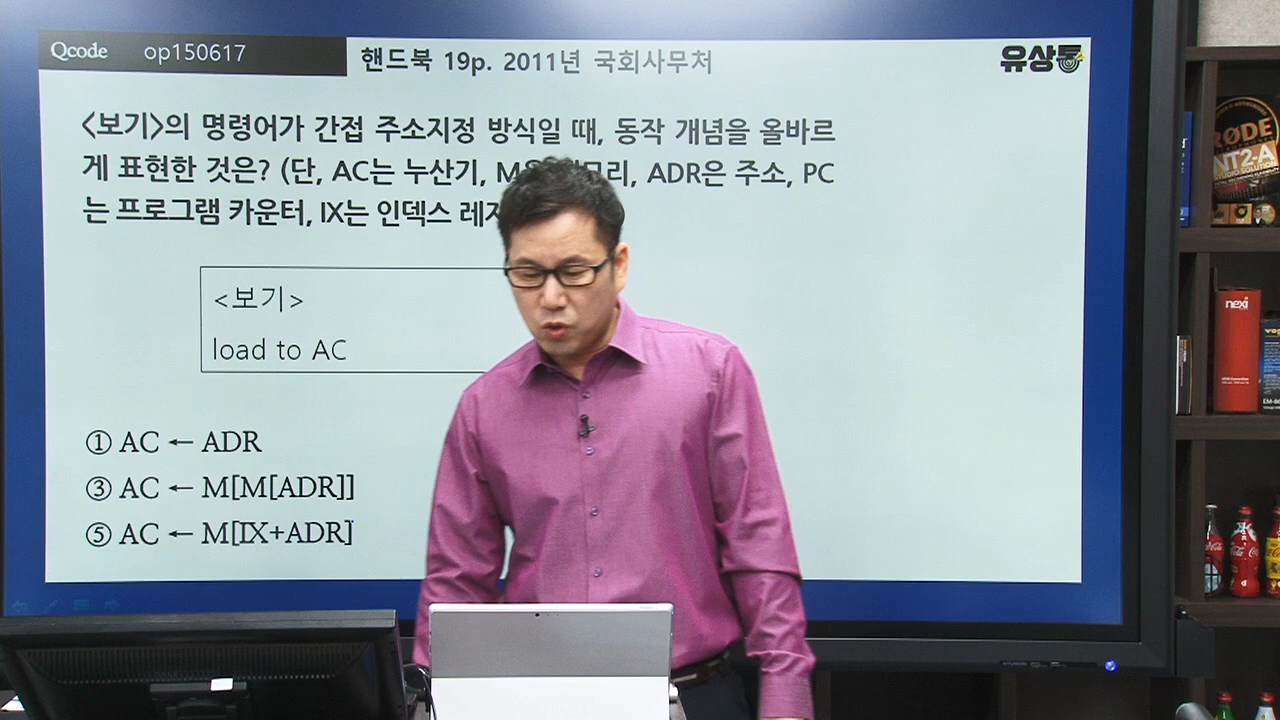 Qcode op150617 핸드북 19p. 2011년 국회사무처 유상통
<보기>의 명령어가 간접 주소지정 방식일 때, 동작 개념을 올바르
게 표현한 것은? (단, AC는 누산기, ADR은 주소, PC
는 프로그램 카운터, IX는 인덱스
<보기>
load to AC
① AC ← ADR
③ AC ← M[M[ADR]]
⑤ AC ← M[IX+ADR]
RØDE
NT2-A
nexi